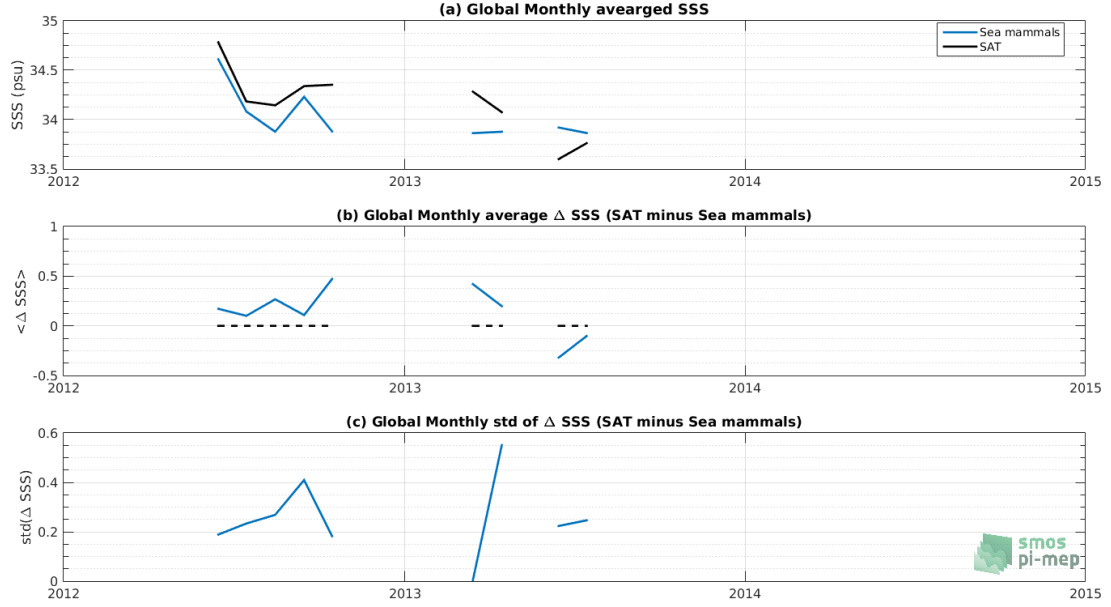 (a) Global Monthly avearged SSS
35
34.5
34
33.5
SSS (psu)
Sea mammals
SAT
2012
2013
2014
2015
(b) Global Monthly average Δ SSS (SAT minus Sea mammals)
1
0.5
0
-0.5
<Δ SSS>
2012
2013
2014
2015
(c) Global Monthly std of Δ SSS (SAT minus Sea mammals)
0.6
0.4
0.2
0
std(Δ SSS)
smos
pi-mep
2012
2013
2014
2015